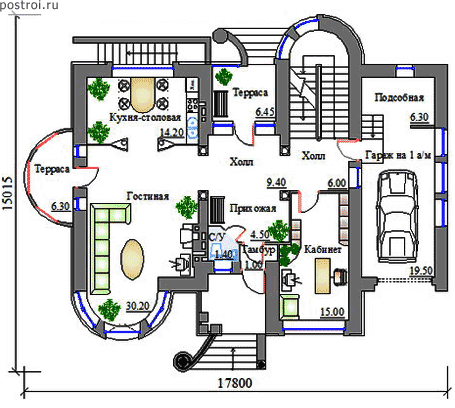 postroi.ru
Терраса
6.45
Подсобная
6.30
Кухня-столовая
14.20
Холл
9.40
Холл
6.00
Гараж на 1 а/м
19.50
Терраса
6.30
Гостиная
30.20
Прихожая
4.50
С/У
1.40
Тамбур
1.00
Кабинет
15.00
15015
17800